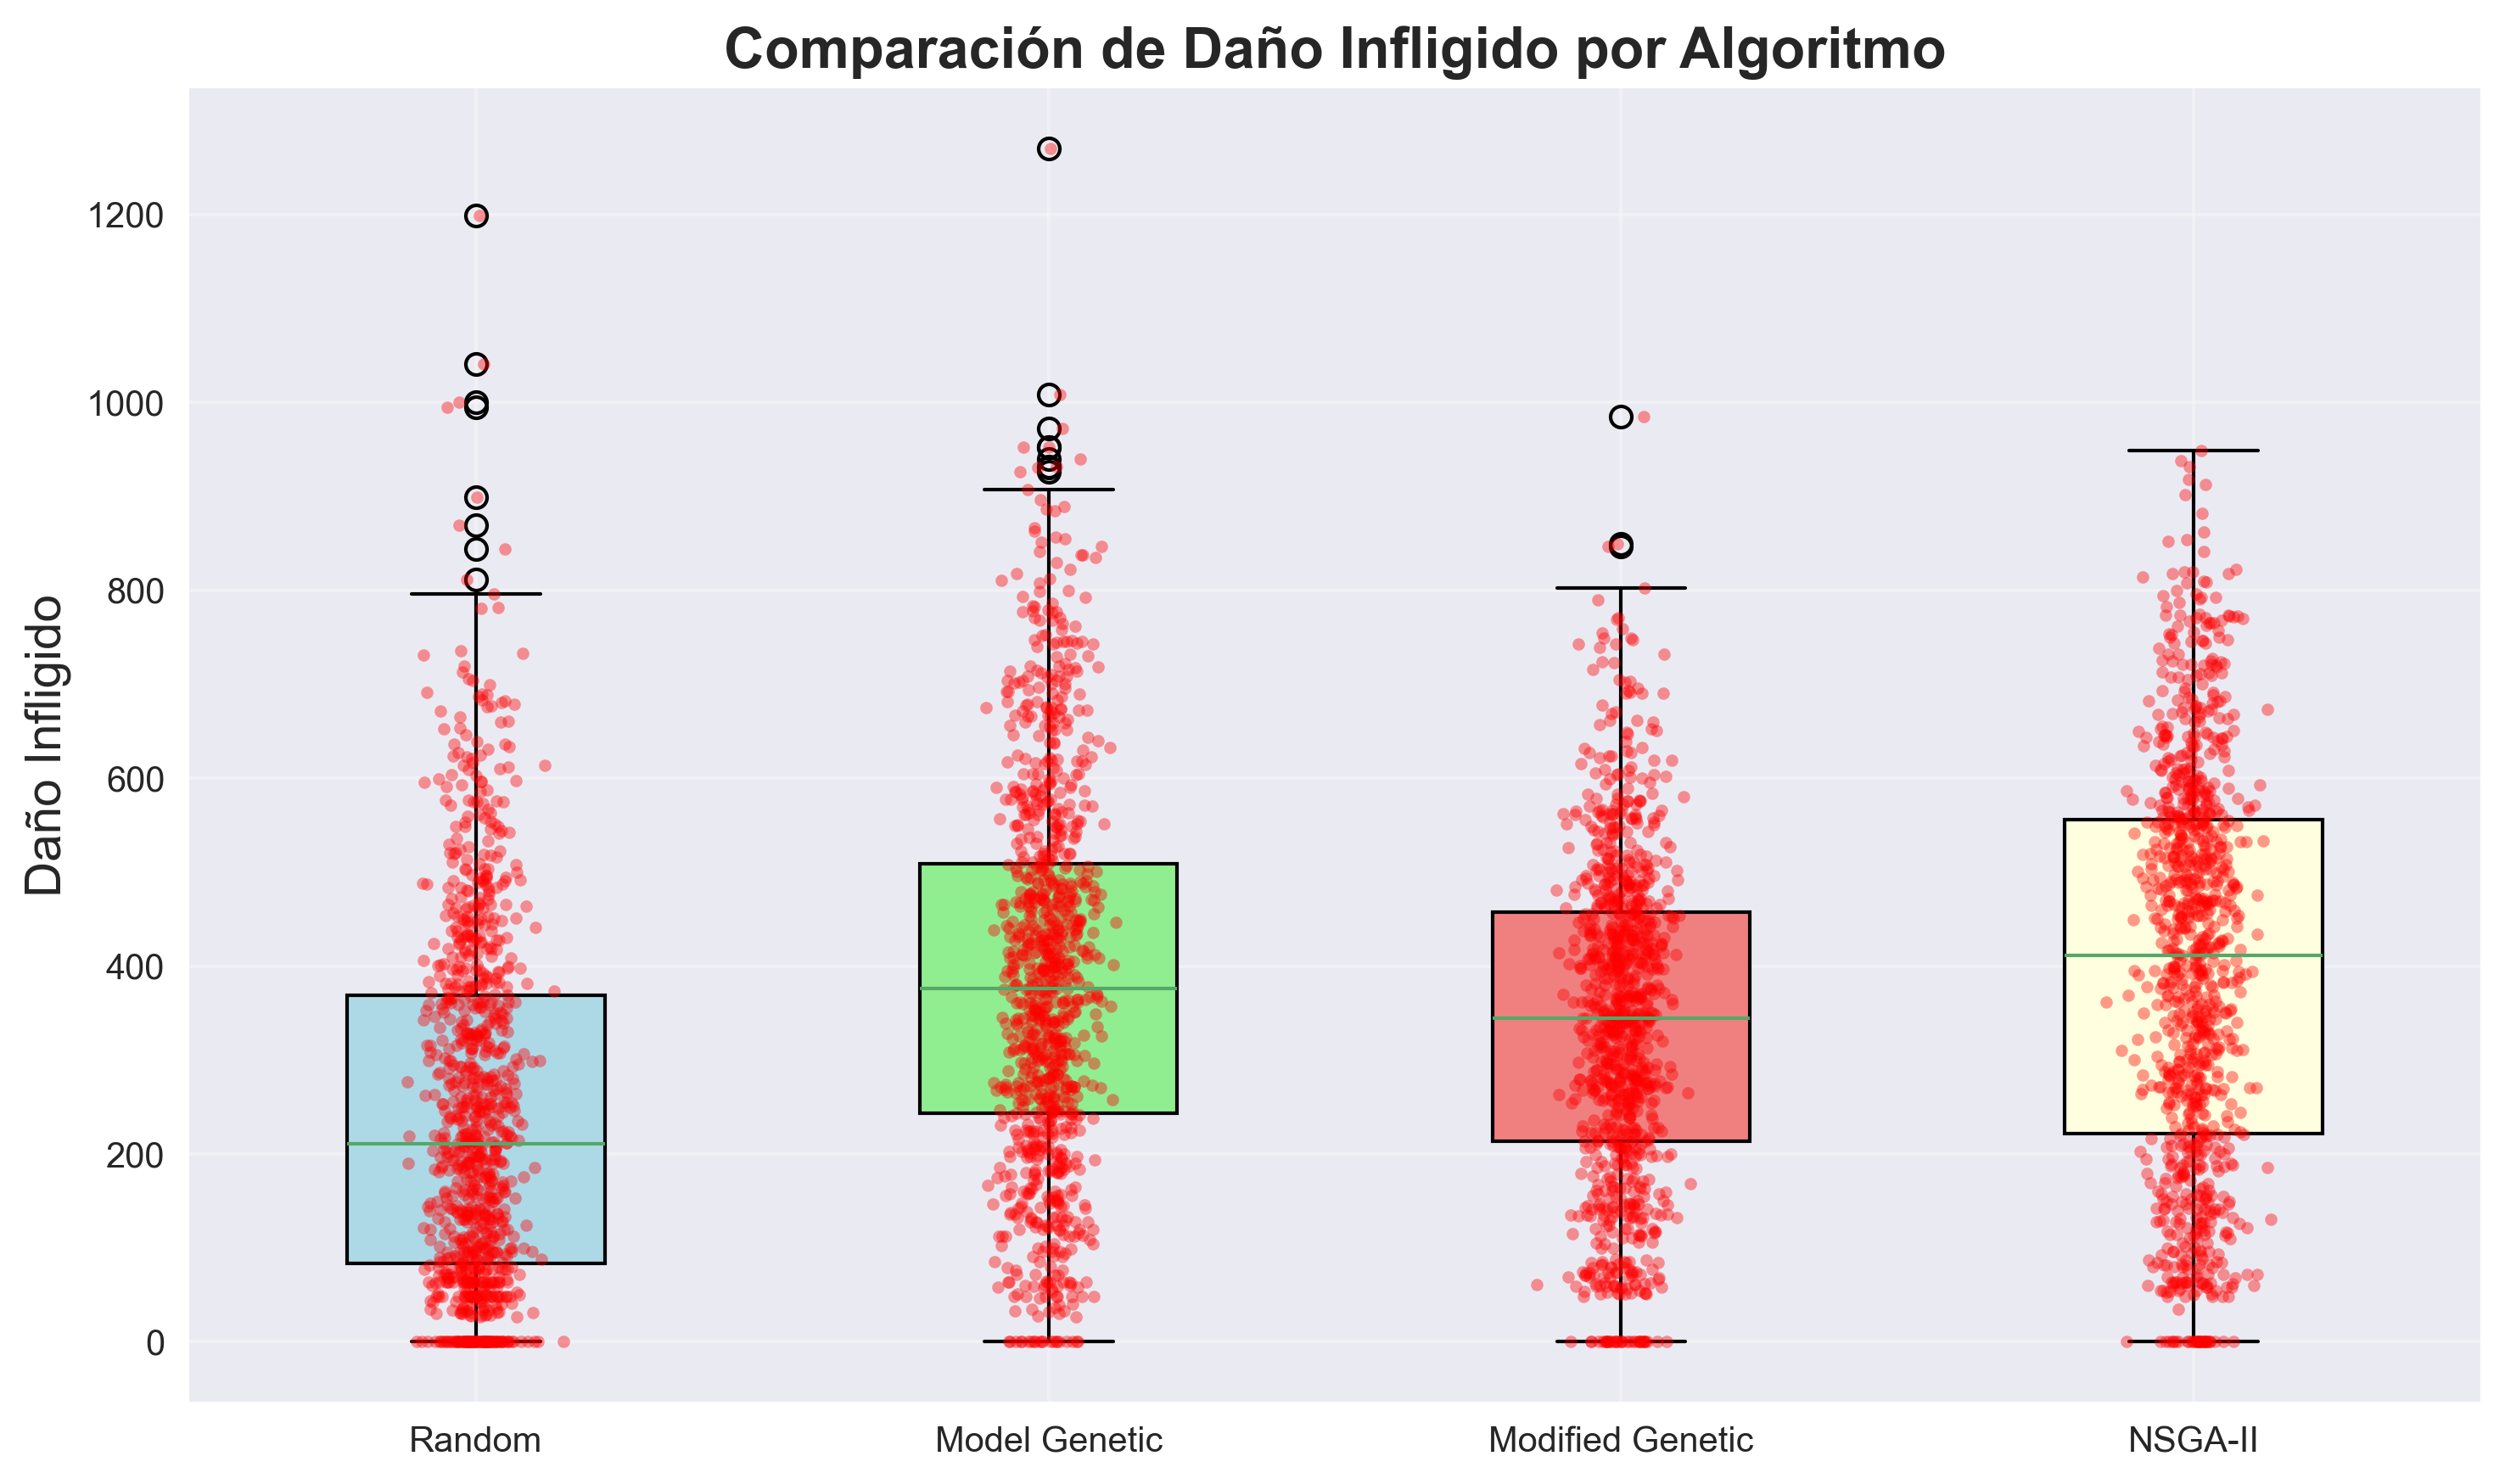 Comparación de Daño Infligido por Algoritmo
Daño Infligido
1200
1000
800
600
400
200
0
Random
Model Genetic
Modified Genetic
NSGA-II